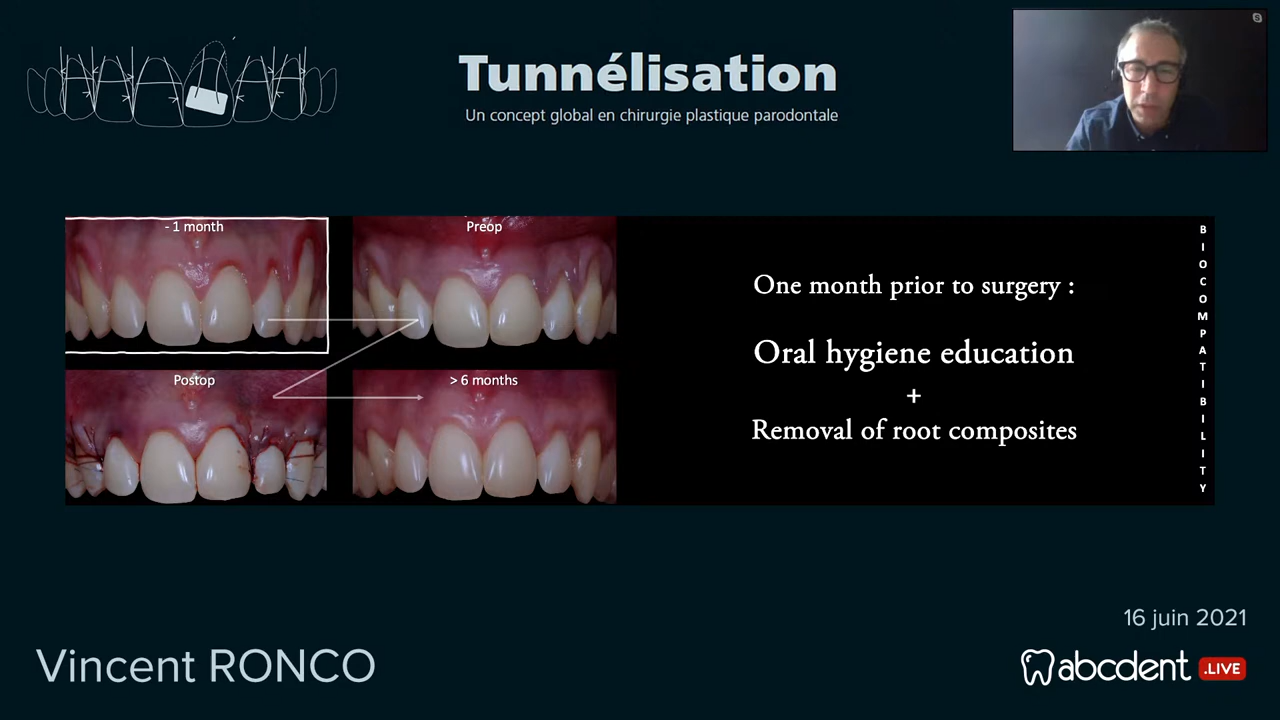 Tunnélisation
Un concept global en chirurgie plastique parodontale
- 1 month
Preop
Postop
> 6 months
One month prior to surgery :
Oral hygiene education
+
Removal of root composites
BIOCOMPATIBILITY
16 juin 2021
Vincent RONCO
abcdent .LIVE